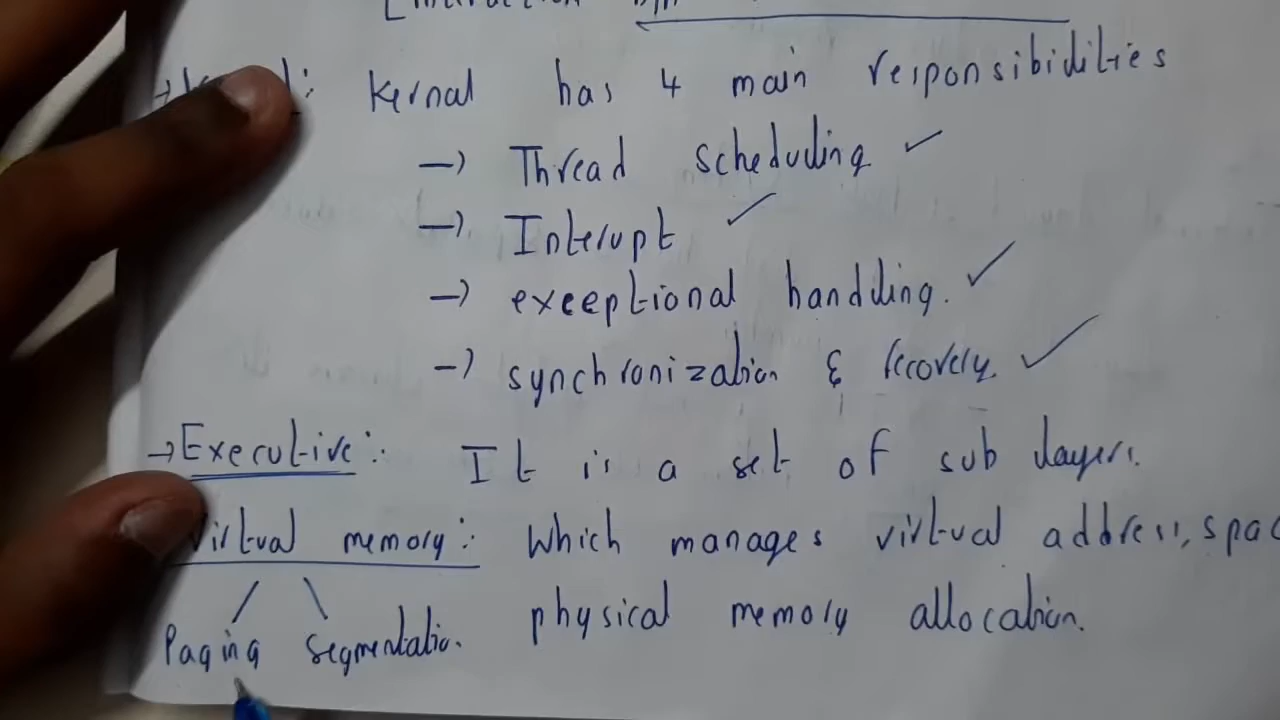 Kernal has 4 main responsibilities
→ Thread scheduling ✓
→ Interupt ✓
→ exceptional handling. ✓
→ synchronization & recovery. ✓
→ Executive:. It is a set of sub layers.
Virtual memory:. Which manages virtual address, spac
Paging segmentation. physical memory allocation.